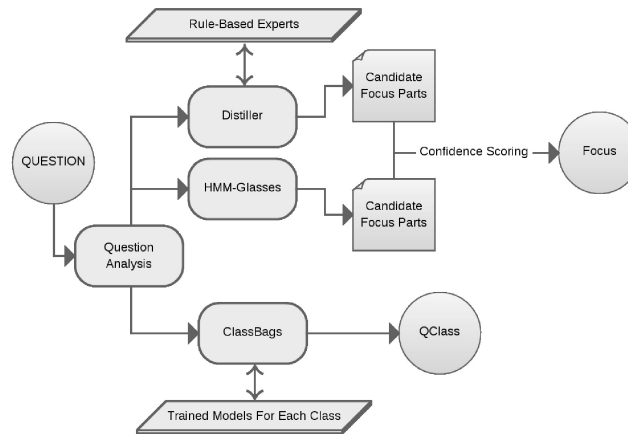 Rule-Based Experts
Distiller
Candidate
Focus Parts
QUESTION
HMM-Glasses
Confidence Scoring
Focus
Candidate
Focus Parts
Question
Analysis
ClassBags
QClass
Trained Models For Each Class